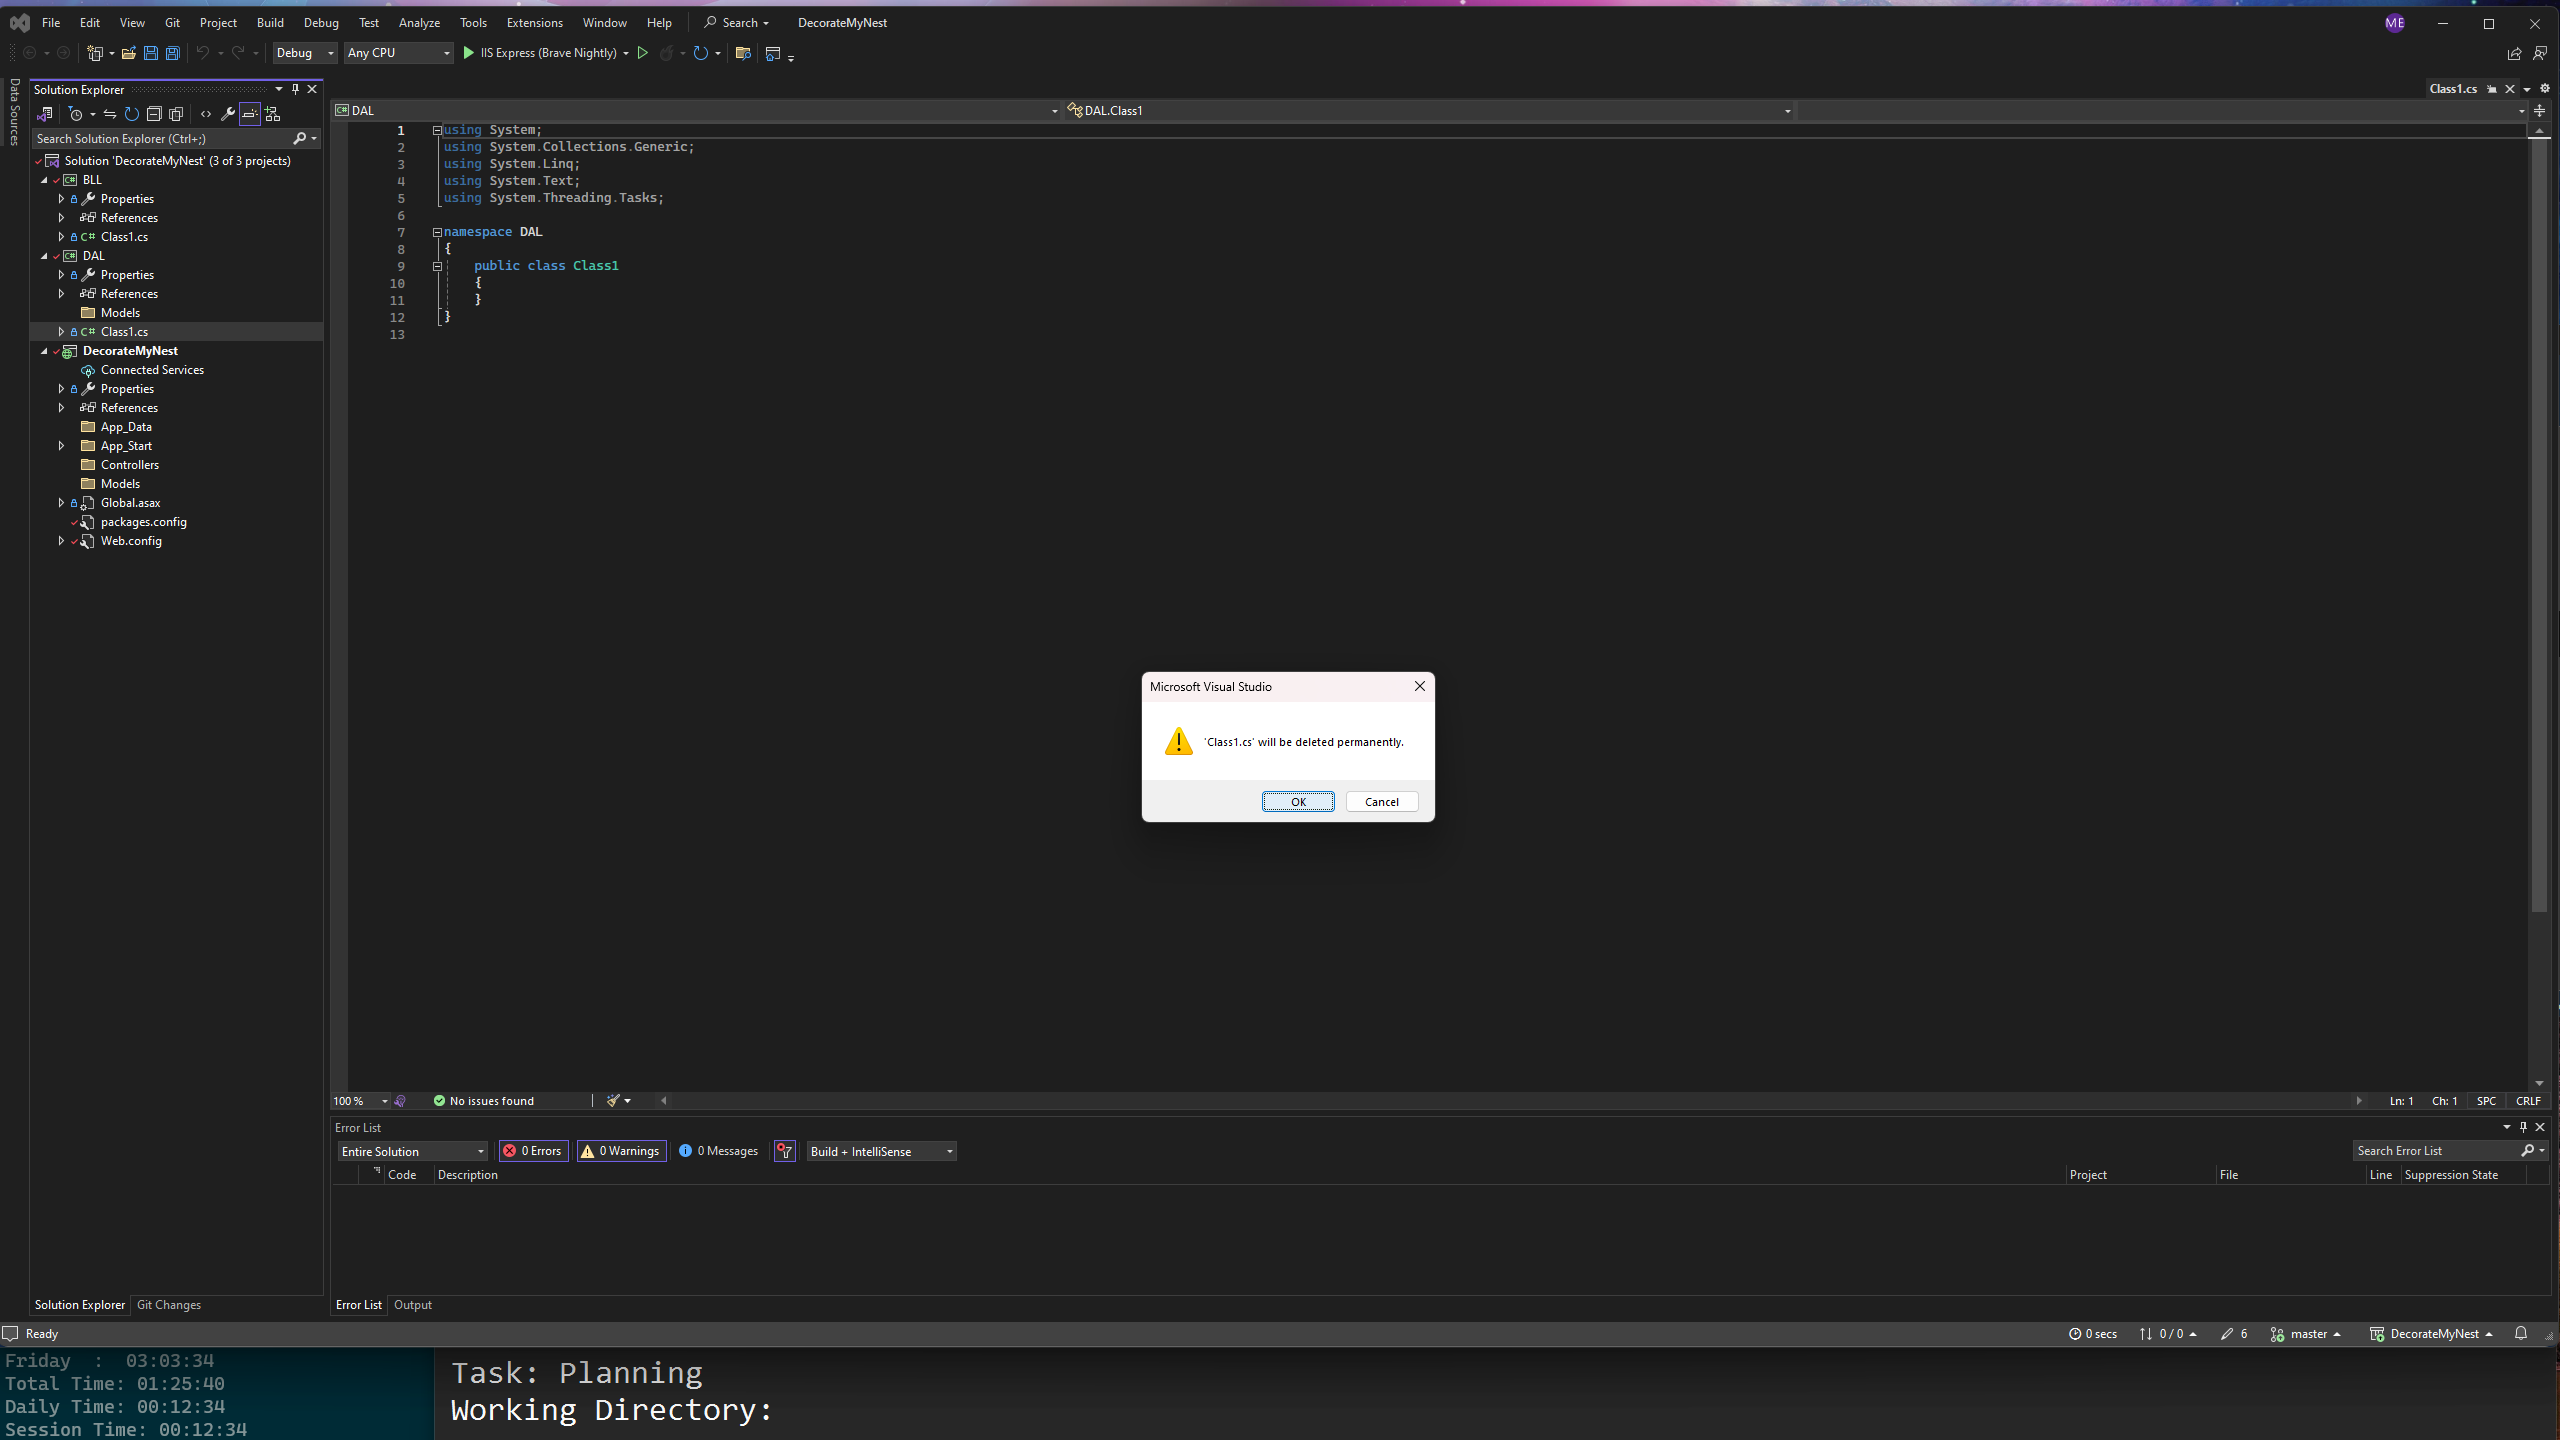 File Edit View Git Project Build Debug Test Analyze Tools Extensions Window Help Search DecorateMyNest ME
Debug Any CPU IIS Express (Brave Nightly)
Data Sources
Solution Explorer
Search Solution Explorer (Ctrl+;)
Solution 'DecorateMyNest' (3 of 3 projects)
BLL
Properties
References
C# Class1.cs
DAL
Properties
References
Models
C# Class1.cs
DecorateMyNest
Connected Services
Properties
References
App_Data
App_Start
Controllers
Models
Global.asax
packages.config
Web.config
Solution Explorer Git Changes
Class1.cs
C# DAL DAL.Class1
1 using System;
2 using System.Collections.Generic;
3 using System.Linq;
4 using System.Text;
5 using System.Threading.Tasks;
6
7 namespace DAL
8 {
9 public class Class1
10 {
11 }
12 }
13
Microsoft Visual Studio
'Class1.cs' will be deleted permanently.
OK Cancel
100 % No issues found Ln: 1 Ch: 1 SPC CRLF
Error List
Entire Solution 0 Errors 0 Warnings 0 Messages Build + IntelliSense Search Error List
Code Description Project File Line Suppression State
Error List Output
Ready 0 secs 0 / 0 6 master DecorateMyNest
Friday : 03:03:34
Total Time: 01:25:40
Daily Time: 00:12:34
Session Time: 00:12:34
Task: Planning
Working Directory: